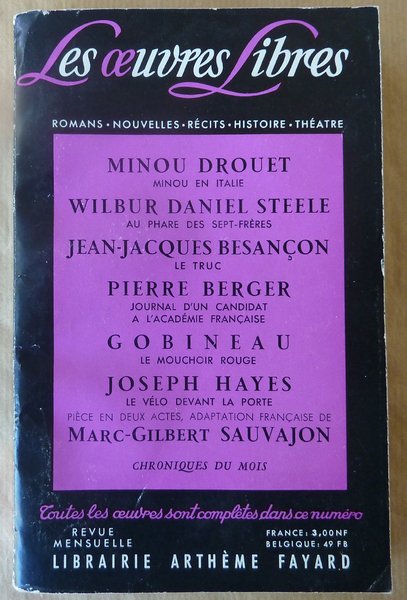 Les œuvres Libres
ROMANS • NOUVELLES • RÉCITS • HISTOIRE • THÉATRE
MINOU DROUET
MINOU EN ITALIE
WILBUR DANIEL STEELE
AU PHARE DES SEPT-FRÈRES
JEAN-JACQUES BESANÇON
LE TRUC
PIERRE BERGER
JOURNAL D'UN CANDIDAT
A L'ACADÉMIE FRANÇAISE
GOBINEAU
LE MOUCHOIR ROUGE
JOSEPH HAYES
LE VÉLO DEVANT LA PORTE
PIÈCE EN DEUX ACTES, ADAPTATION FRANÇAISE DE
MARC-GILBERT SAUVAJON
CHRONIQUES DU MOIS
Toutes les œuvres sont complètes dans ce numéro
REVUE
MENSUELLE
FRANCE: 3,00NF
BELGIQUE: 49 FB
LIBRAIRIE ARTHÈME FAYARD